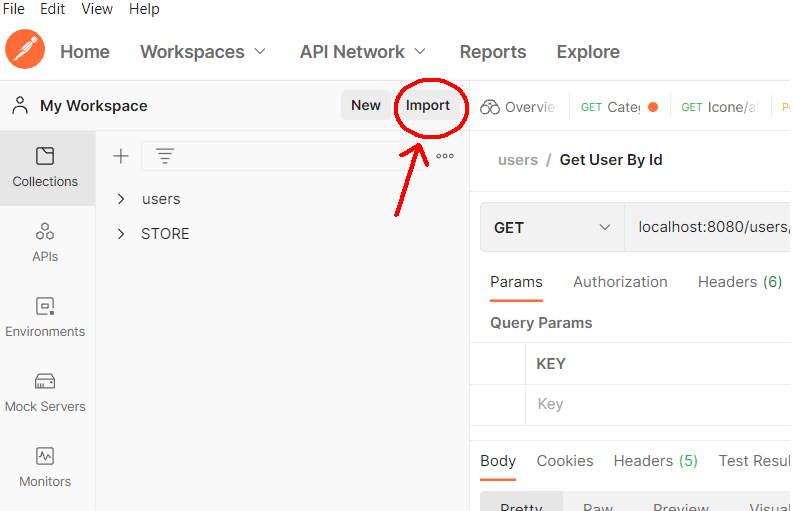 File Edit View Help
Home Workspaces API Network Reports Explore
My Workspace New Import
Overvie GET Cate GET Icone/al
Collections
users / Get User By Id
users
GET localhost:8080/users/
STORE
APIs
Params Authorization Headers (6)
Query Params
Environments
KEY
Key
Mock Servers
Body Cookies Headers (5) Test Resul
Monitors
Pretty Raw Preview Visual